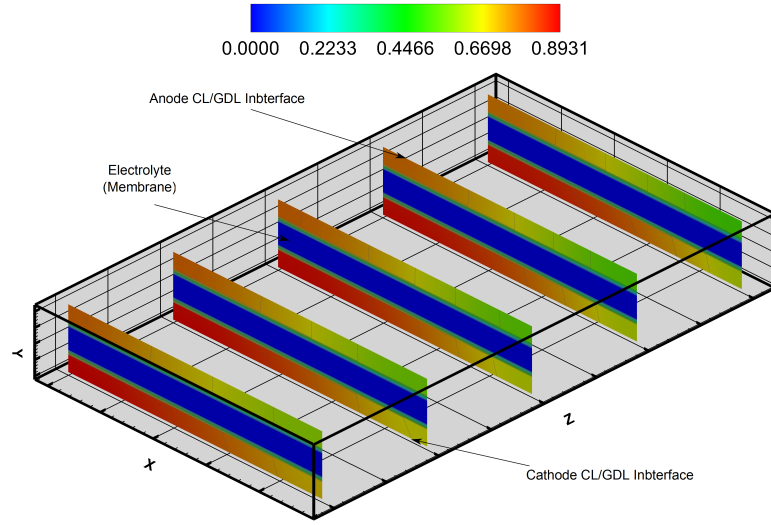 0.0000 0.2233 0.4466 0.6698 0.8931
Anode CL/GDL Inbterface
Electrolyte
(Membrane)
Y
X
Z
Cathode CL/GDL Inbterface